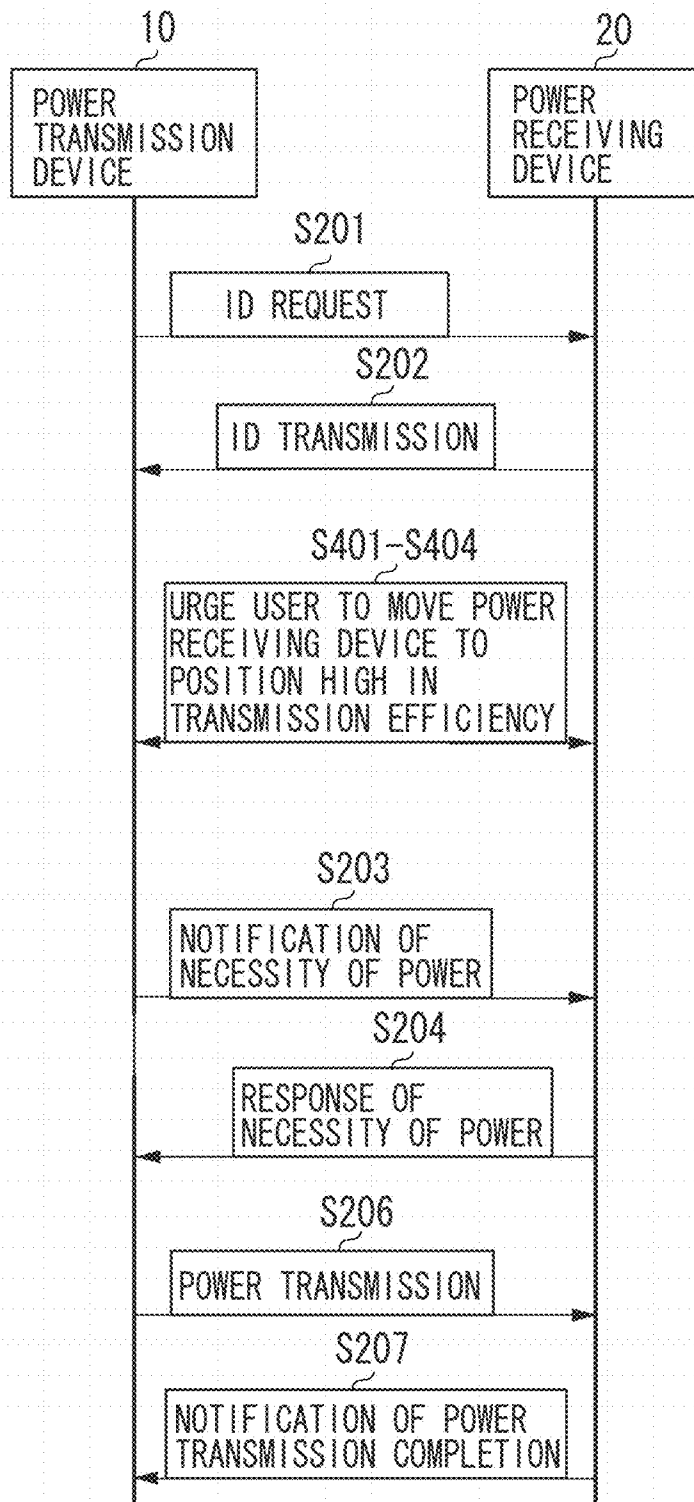 10
20
POWER
TRANSMISSION
DEVICE
POWER
RECEIVING
DEVICE
S201
ID REQUEST
S202
ID TRANSMISSION
S401-S404
URGE USER TO MOVE POWER
RECEIVING DEVICE TO
POSITION HIGH IN
TRANSMISSION EFFICIENCY
S203
NOTIFICATION OF
NECESSITY OF POWER
S204
RESPONSE OF
NECESSITY OF POWER
S206
POWER TRANSMISSION
S207
NOTIFICATION OF POWER
TRANSMISSION COMPLETION